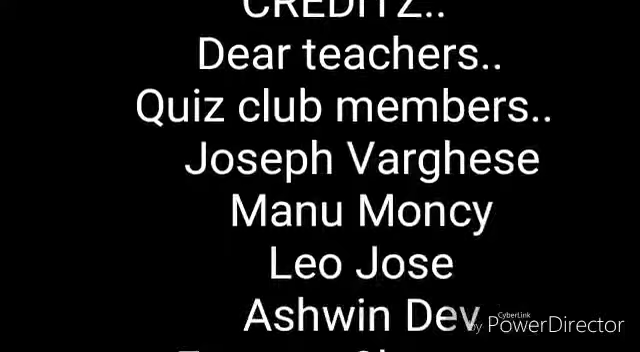 CREDITZ..
Dear teachers..
Quiz club members..
Joseph Varghese
Manu Moncy
Leo Jose
Ashwin Dev
CyberLink
by PowerDirector